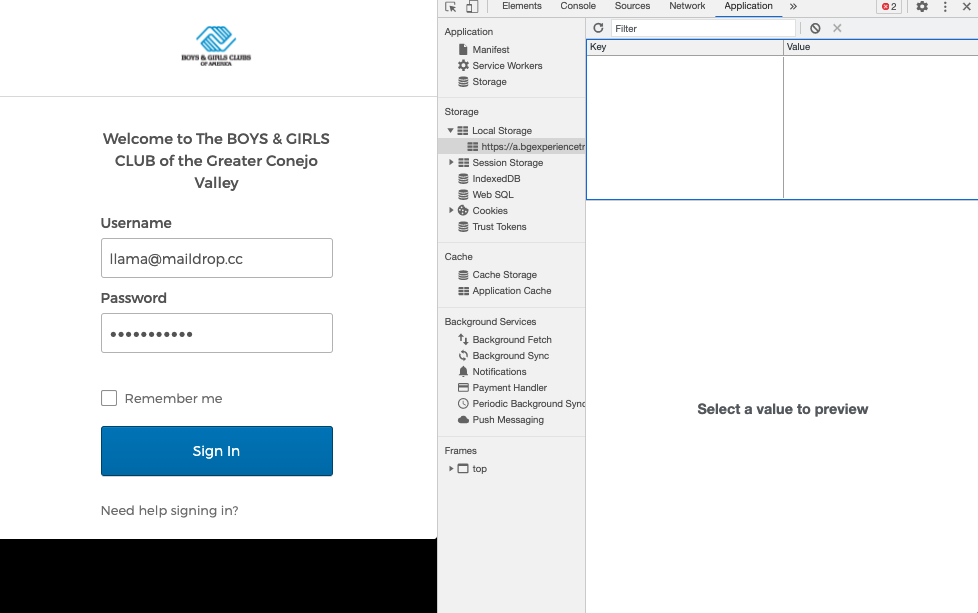 BOYS & GIRLS CLUBS
OF AMERICA
Welcome to The BOYS & GIRLS
CLUB of the Greater Conejo
Valley
Username
llama@maildrop.cc
Password
Remember me
Sign In
Need help signing in?
Elements Console Sources Network Application » 2
Application
Manifest
Service Workers
Storage
Storage
Local Storage
https://a.bgexperiencetr
Session Storage
IndexedDB
Web SQL
Cookies
Trust Tokens
Cache
Cache Storage
Application Cache
Background Services
Background Fetch
Background Sync
Notifications
Payment Handler
Periodic Background Sync
Push Messaging
Frames
top
Filter
Key Value
Select a value to preview